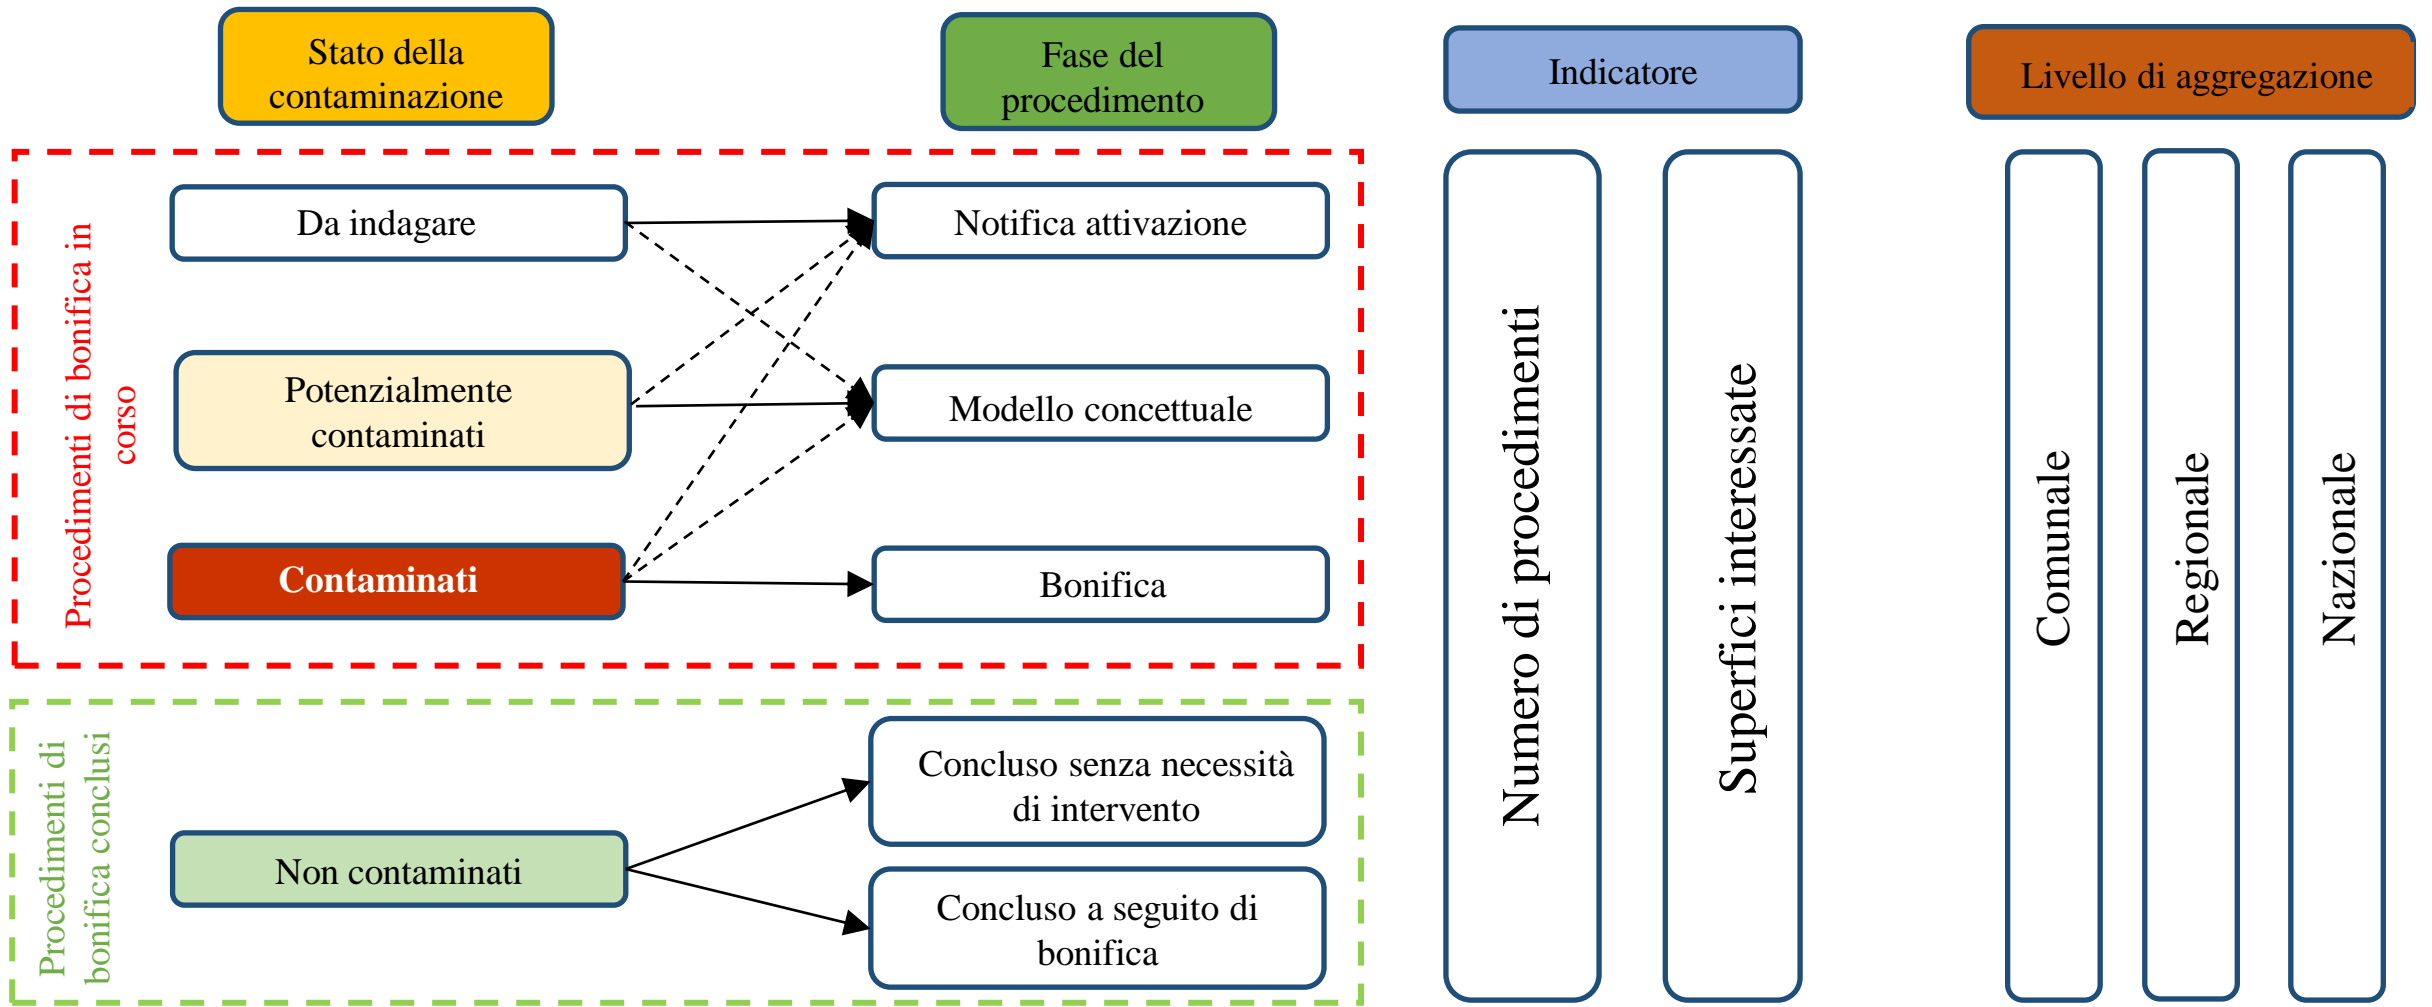 Stato della
contaminazione
Fase del
procedimento
Indicatore
Livello di aggregazione
Procedimenti di bonifica in
corso
Da indagare
Notifica attivazione
Potenzialmente
contaminati
Modello concettuale
Contaminati
Bonifica
Procedimenti di
bonifica conclusi
Non contaminati
Concluso senza necessità
di intervento
Concluso a seguito di
bonifica
Numero di procedimenti
Superfici interessate
Comunale
Regionale
Nazionale